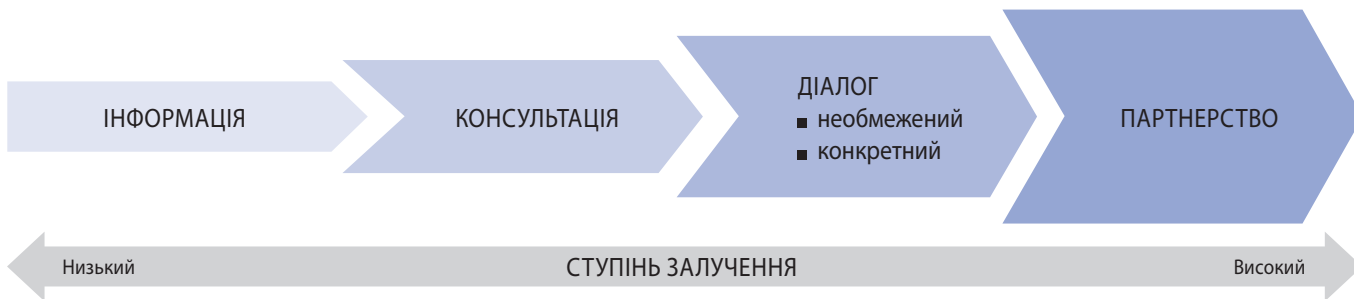 ІНФОРМАЦІЯ
КОНСУЛЬТАЦІЯ
ДІАЛОГ
■ необмежений
■ конкретний
ПАРТНЕРСТВО
Низький
СТУПІНЬ ЗАЛУЧЕННЯ
Високий